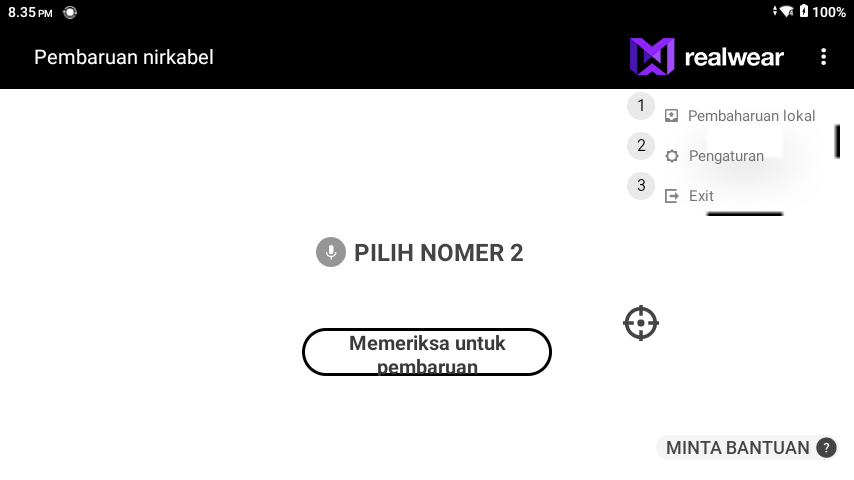 8.35 PM
100%
Pembaruan nirkabel
realwear
1 Pembaharuan lokal
2 Pengaturan
3 Exit
PILIH NOMER 2
Memeriksa untuk
pembaruan
MINTA BANTUAN ?